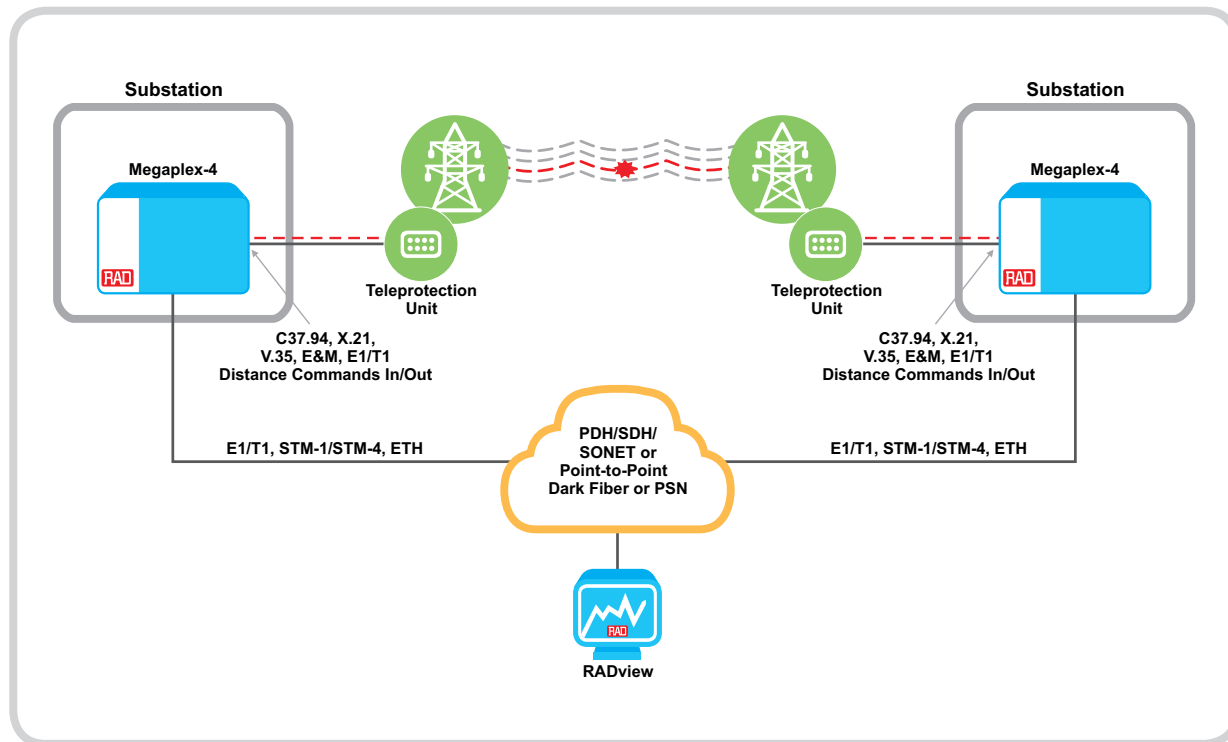 Substation
Substation
Megaplex-4
Megaplex-4
RAD
RAD
Teleprotection
Unit
Teleprotection
Unit
C37.94, X.21,
V.35, E&M, E1/T1
Distance Commands In/Out
C37.94, X.21,
V.35, E&M, E1/T1
Distance Commands In/Out
E1/T1, STM-1/STM-4, ETH
PDH/SDH/
SONET or
Point-to-Point
Dark Fiber or PSN
E1/T1, STM-1/STM-4, ETH
RAD
RADview